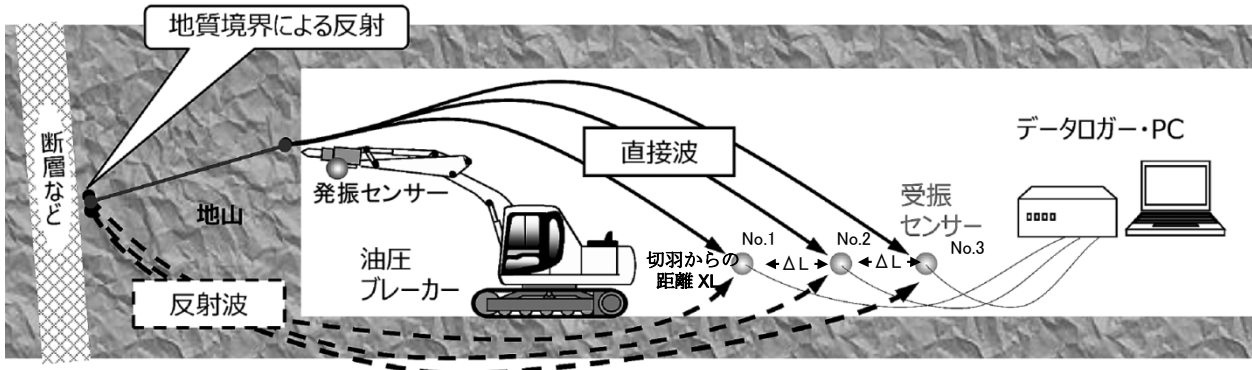 地質境界による反射
断層など
地山
発振センサー
直接波
データロガー・PC
受振
センサー
No.1
No.2
No.3
切羽からの
距離 XL
ΔL
ΔL
油圧
ブレーカー
反射波